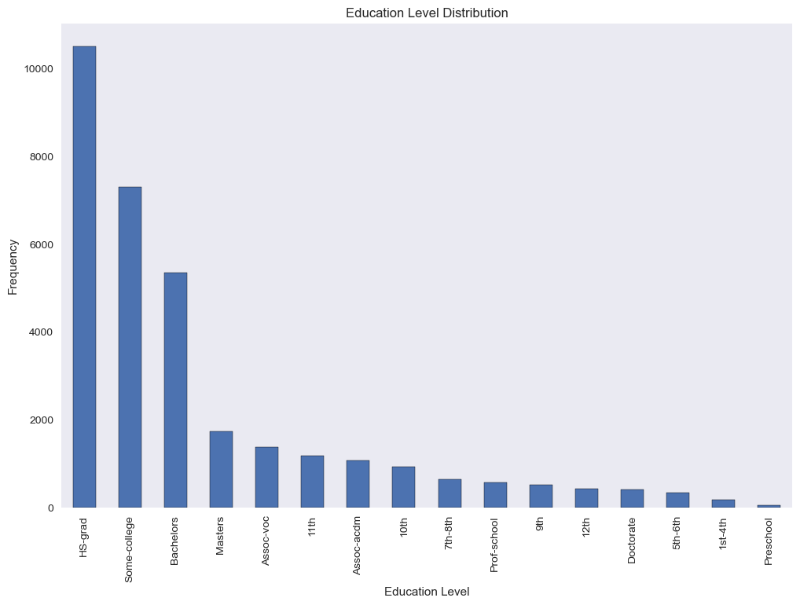 Education Level Distribution
10000
8000
6000
4000
2000
0
Frequency
HS-grad
Some-college
Bachelors
Masters
Assoc-voc
11th
Assoc-acdm
10th
7th-8th
Prof-school
9th
12th
Doctorate
5th-6th
1st-4th
Preschool
Education Level